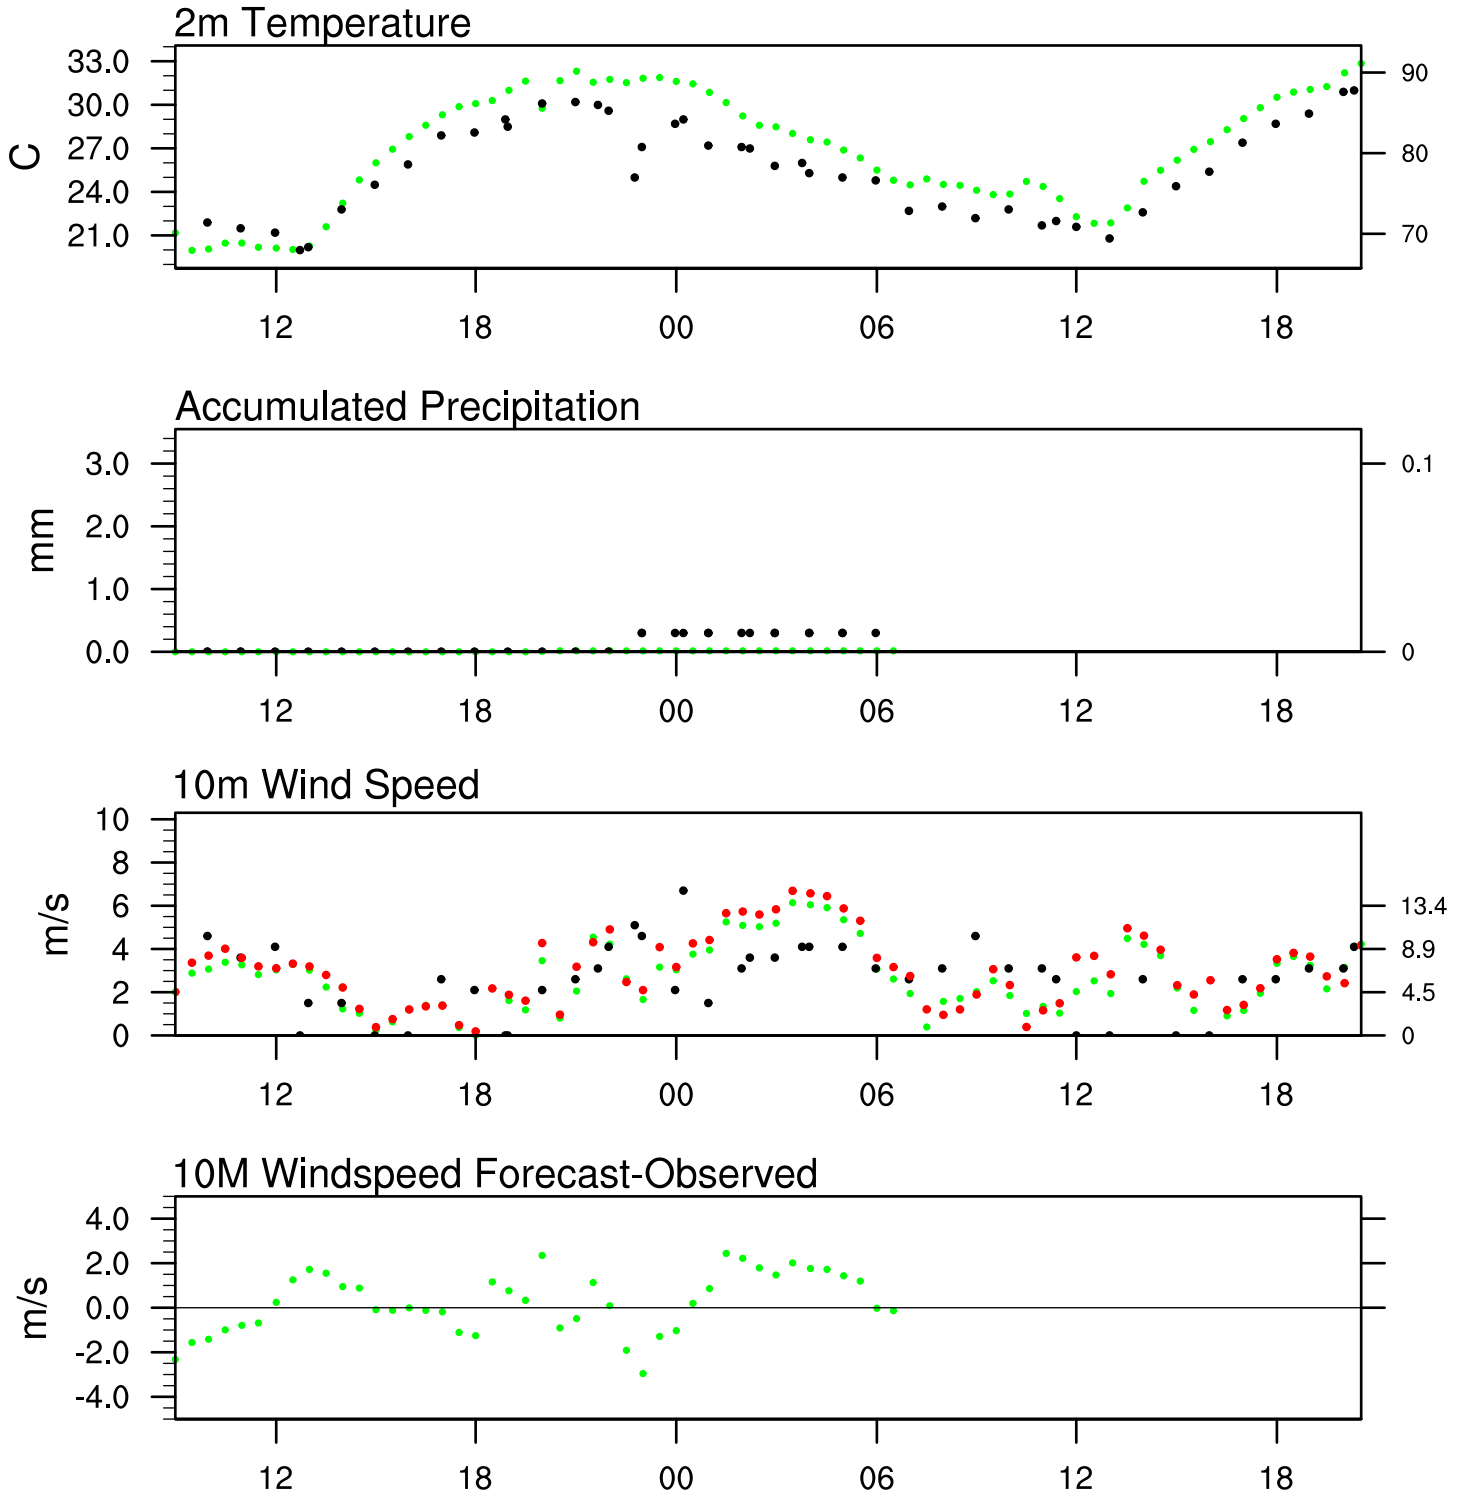 2m Temperature
33.0
30.0
27.0
24.0
21.0
C
90
80
70
12 18 00 06 12 18
Accumulated Precipitation
3.0
2.0
1.0
0.0
mm
0.1
0
12 18 00 06 12 18
10m Wind Speed
10
8
6
4
2
0
m/s
13.4
8.9
4.5
0
12 18 00 06 12 18
10M Windspeed Forecast-Observed
4.0
2.0
0.0
-2.0
-4.0
m/s
12 18 00 06 12 18